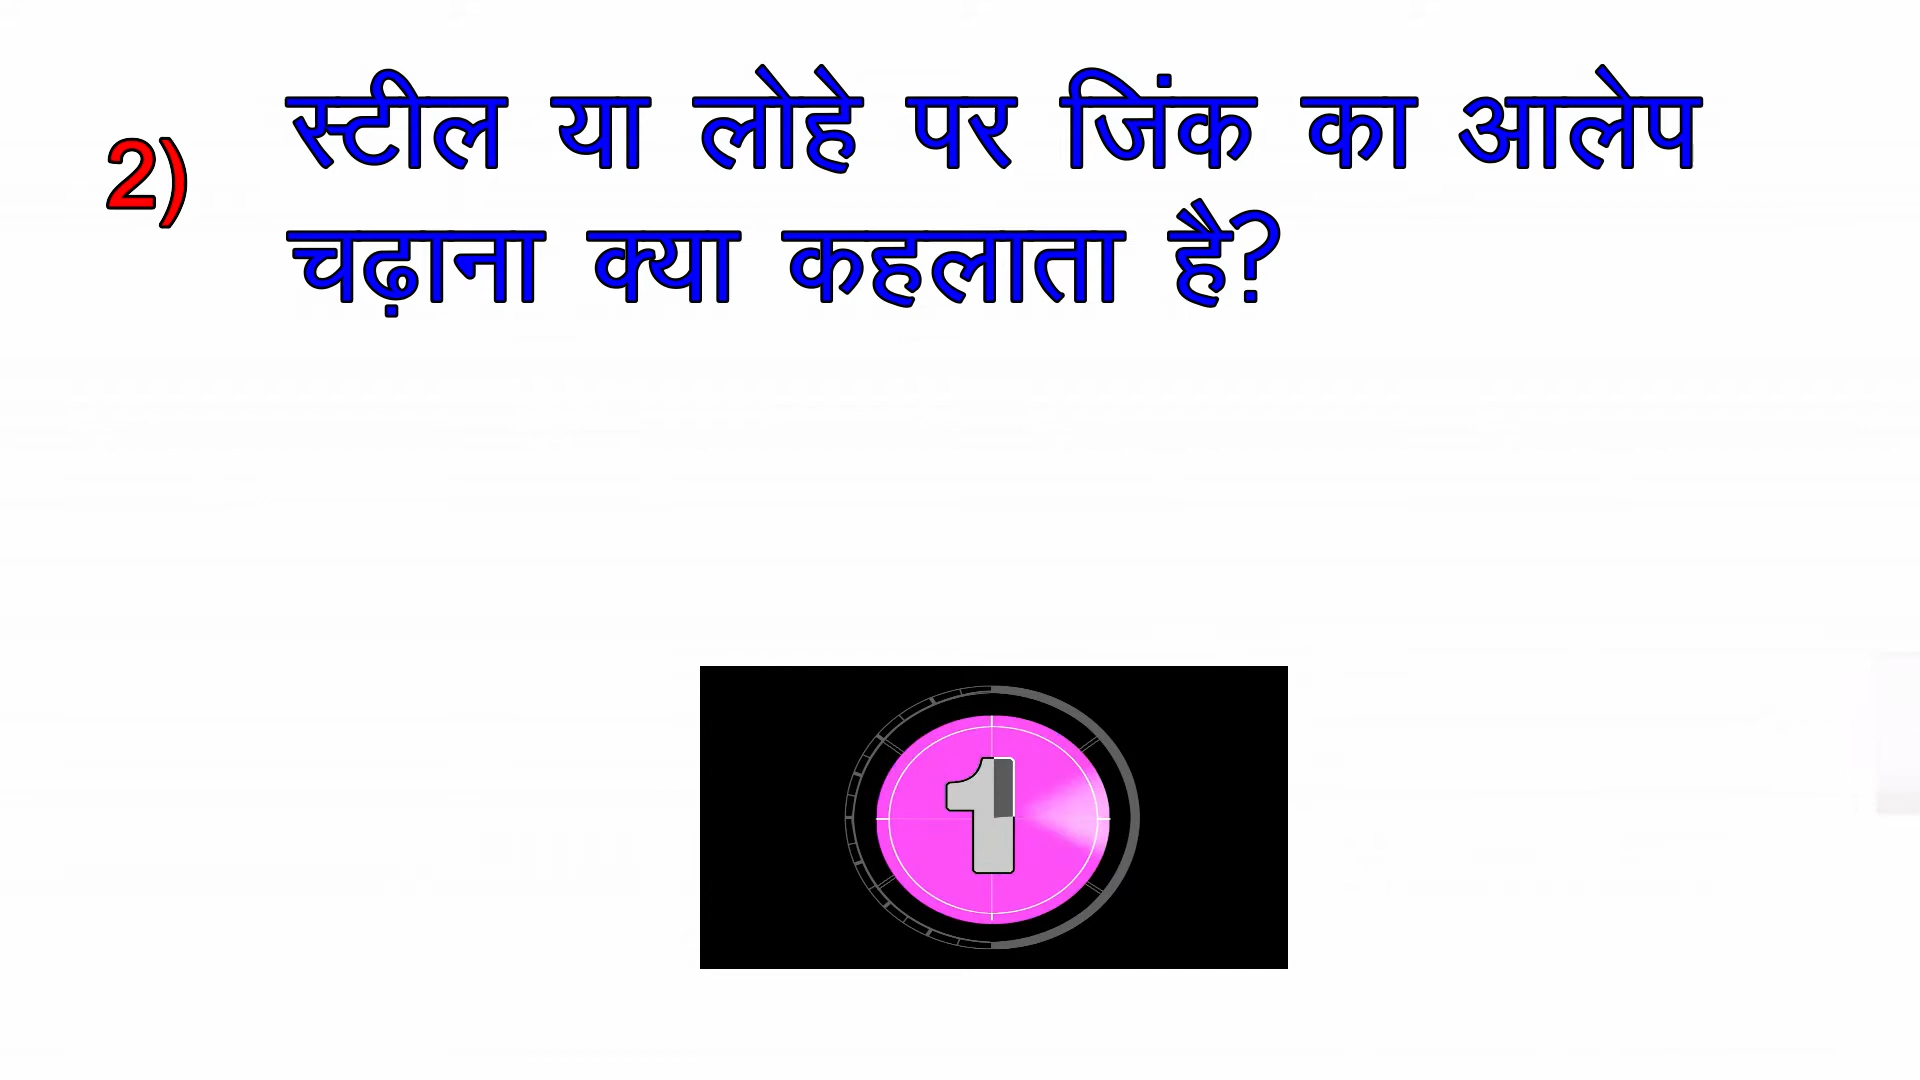 2) स्टील या लोहे पर जिंक का आलेप
चढ़ाना क्या कहलाता है?
1